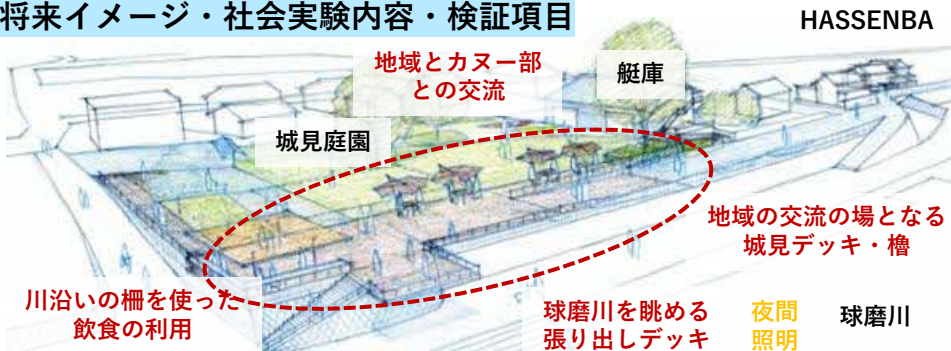 将来イメージ・社会実験内容・検証項目
HASSENBA
地域とカヌー部
との交流
艇庫
城見庭園
地域の交流の場となる
城見デッキ・櫓
川沿いの柵を使った
飲食の利用
球磨川を眺める
張り出しデッキ
夜間
照明
球磨川